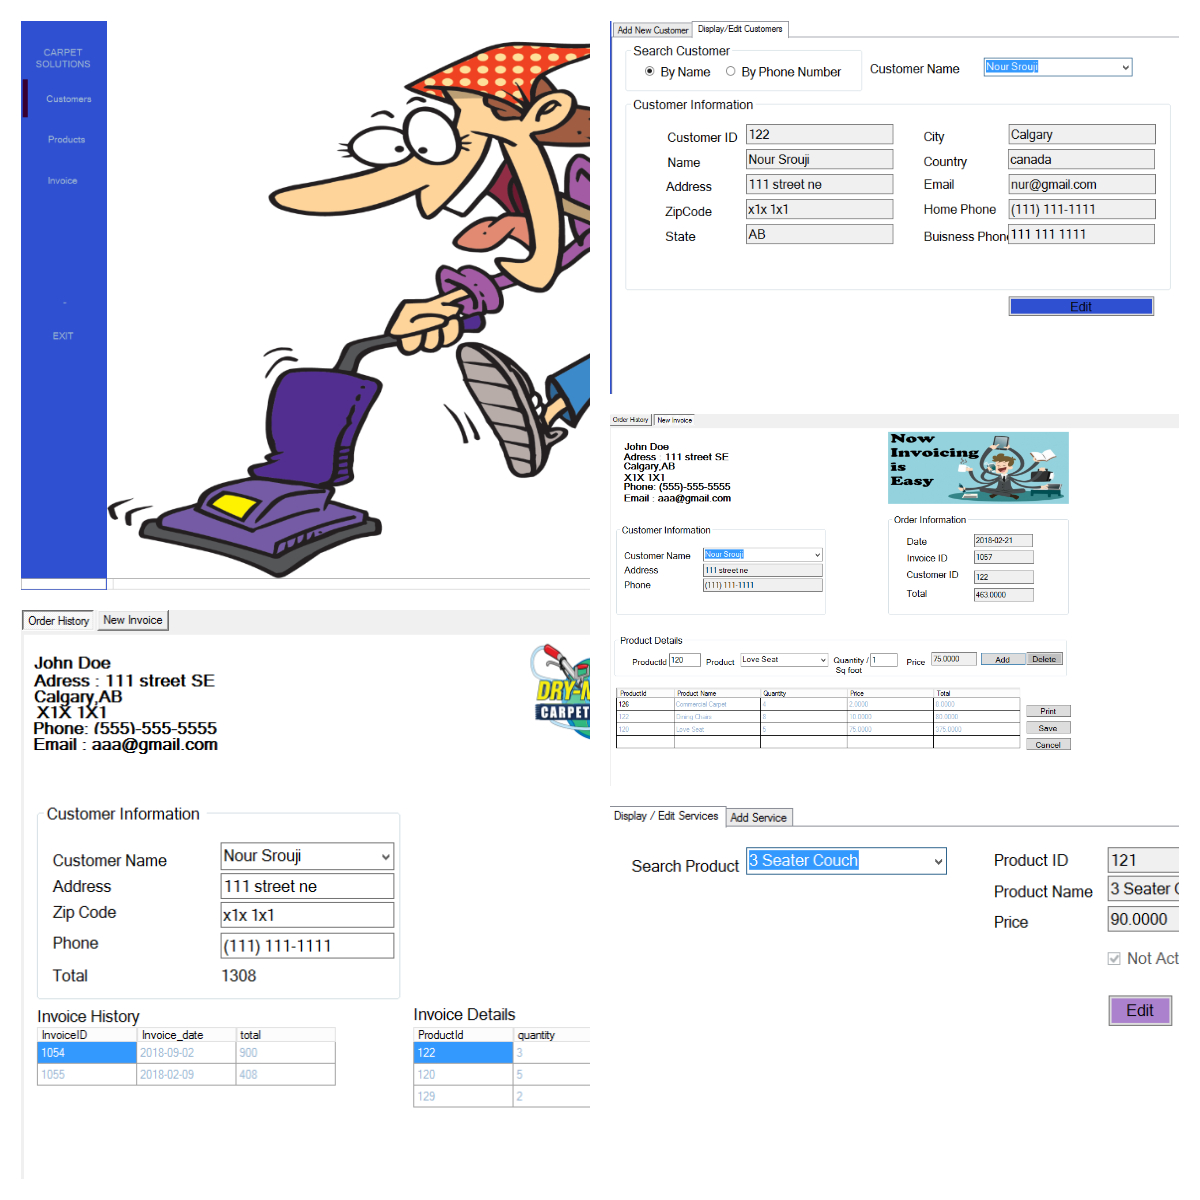 CARPET
SOLUTIONS
Customers
Products
Invoice
-
EXIT
Add New Customer Display/Edit Customers
Search Customer
By Name By Phone Number
Customer Name Nour Srouji
Customer Information
Customer ID 122
Name Nour Srouji
Address 111 street ne
ZipCode x1x 1x1
State AB
City Calgary
Country canada
Email nur@gmail.com
Home Phone (111) 111-1111
Buisness Phon 111 111 1111
Edit
Order History New Invoice
John Doe
Adress : 111 street SE
Calgary,AB
X1X 1X1
Phone: (555)-555-5555
Email : aaa@gmail.com
Now
Invoicing
is
Easy
Customer Information
Customer Name Nour Srouji
Address 111 street ne
Phone (111) 111-1111
Order Information
Date 2018-02-21
Invoice ID 1057
Customer ID 122
Total 463.0000
Product Details
ProductId 120 Product Love Seat Quantity / Sq foot 1 Price 75.0000 Add Delete
ProductId Product Name Quantity Price Total
126 Commercial Carpet 4 2.0000 8.0000
122 Dining Chairs 8 10.0000 80.0000
120 Love Seat 5 75.0000 375.0000
Print
Save
Cancel
Order History New Invoice
John Doe
Adress : 111 street SE
Calgary,AB
X1X 1X1
Phone: (555)-555-5555
Email : aaa@gmail.com
DRY-M
CARPET
Customer Information
Customer Name Nour Srouji
Address 111 street ne
Zip Code x1x 1x1
Phone (111) 111-1111
Total 1308
Invoice History
InvoiceID Invoice_date total
1054 2018-09-02 900
1055 2018-02-09 408
Invoice Details
ProductId quantity
122 3
120 5
129 2
Display / Edit Services Add Service
Search Product 3 Seater Couch
Product ID 121
Product Name 3 Seater C
Price 90.0000
Not Act
Edit